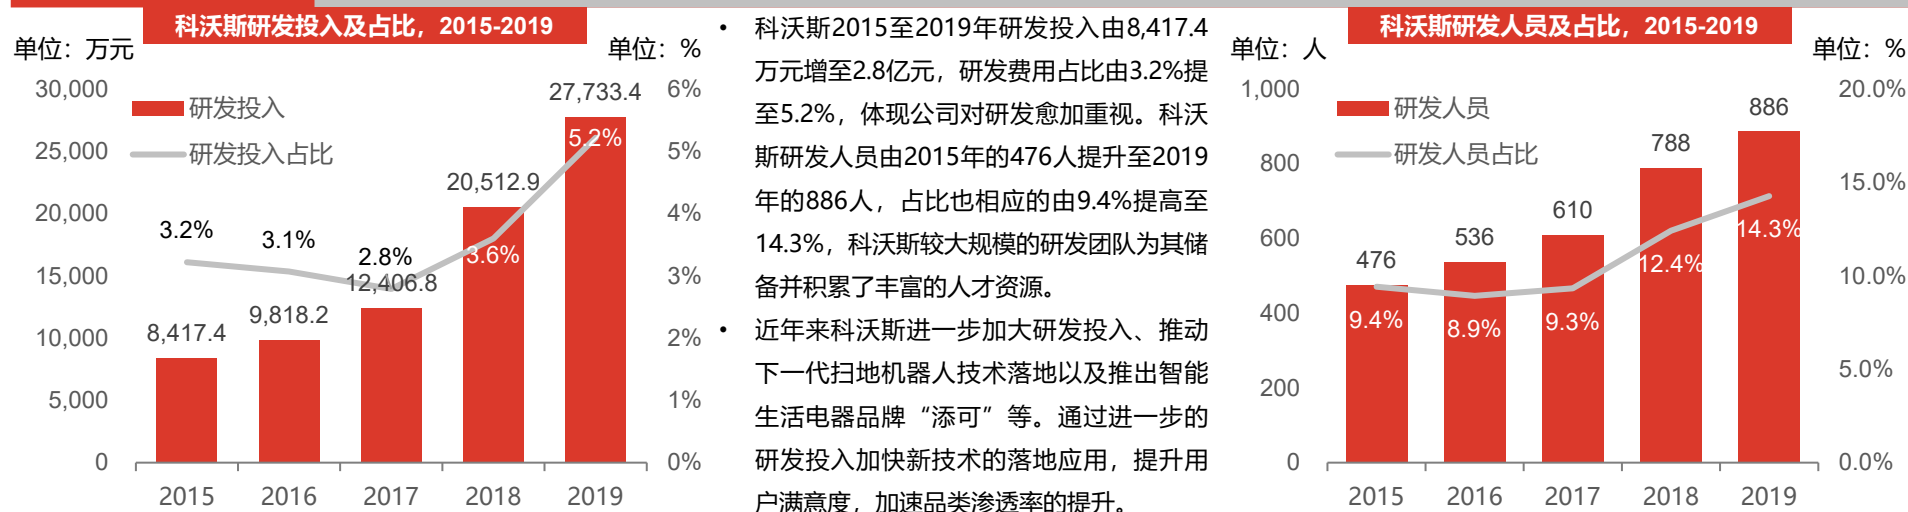 科沃斯研发投入及占比，2015-2019
单位：万元
单位：%
30,000
25,000
20,000
15,000
10,000
5,000
0
研发投入
研发投入占比
6%
5%
4%
3%
2%
1%
0%
8,417.4
9,818.2
12,406.8
20,512.9
27,733.4
3.2%
3.1%
2.8%
3.6%
5.2%
2015
2016
2017
2018
2019
• 科沃斯2015至2019年研发投入由8,417.4
万元增至2.8亿元，研发费用占比由3.2%提
至5.2%，体现公司对研发愈加重视。科沃
斯研发人员由2015年的476人提升至2019
年的886人，占比也相应的由9.4%提高至
14.3%，科沃斯较大规模的研发团队为其储
备并积累了丰富的人才资源。
• 近年来科沃斯进一步加大研发投入、推动
下一代扫地机器人技术落地以及推出智能
生活电器品牌“添可”等。通过进一步的
研发投入加快新技术的落地应用，提升用
户满意度，加速品类渗透率的提升。
科沃斯研发人员及占比，2015-2019
单位：人
单位：%
1,000
800
600
400
200
0
研发人员
研发人员占比
20.0%
15.0%
10.0%
5.0%
0.0%
476
536
610
788
886
9.4%
8.9%
9.3%
12.4%
14.3%
2015
2016
2017
2018
2019